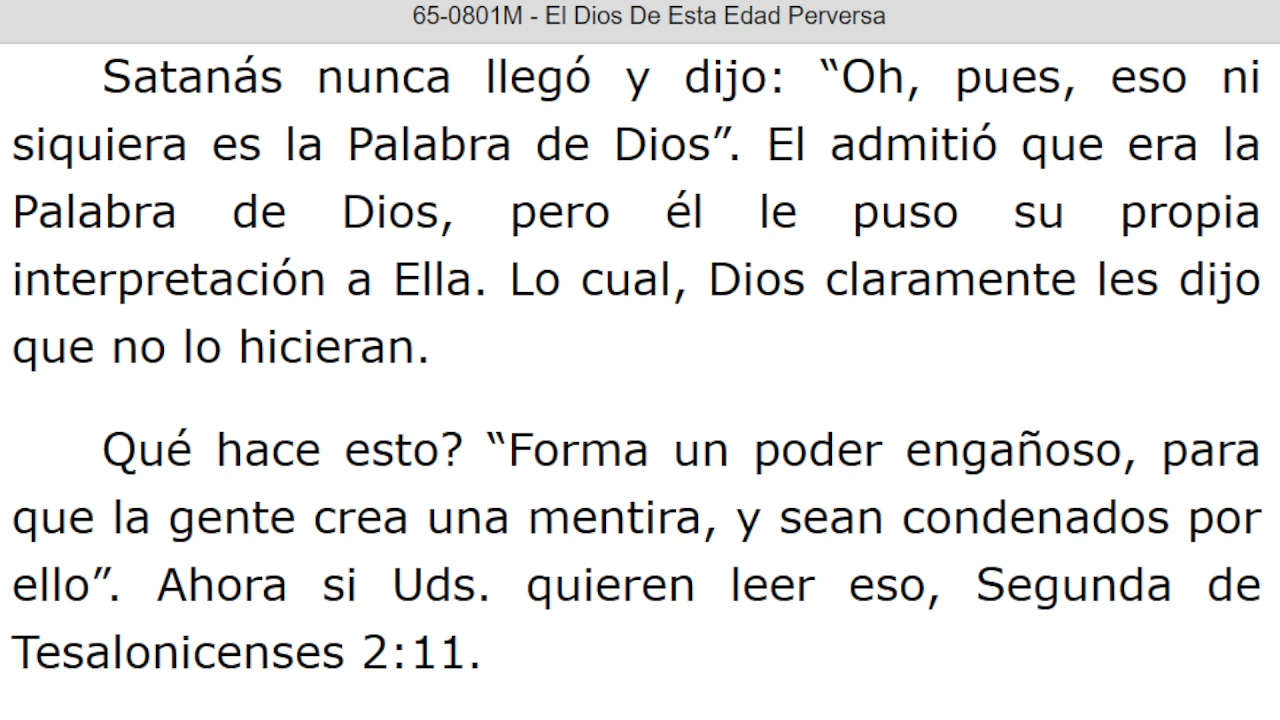 65-0801M - El Dios De Esta Edad Perversa
Satanás nunca llegó y dijo: “Oh, pues, eso ni
siquiera es la Palabra de Dios”. El admitió que era la
Palabra de Dios, pero él le puso su propia
interpretación a Ella. Lo cual, Dios claramente les dijo
que no lo hicieran.
Qué hace esto? “Forma un poder engañoso, para
que la gente crea una mentira, y sean condenados por
ello”. Ahora si Uds. quieren leer eso, Segunda de
Tesalonicenses 2:11.